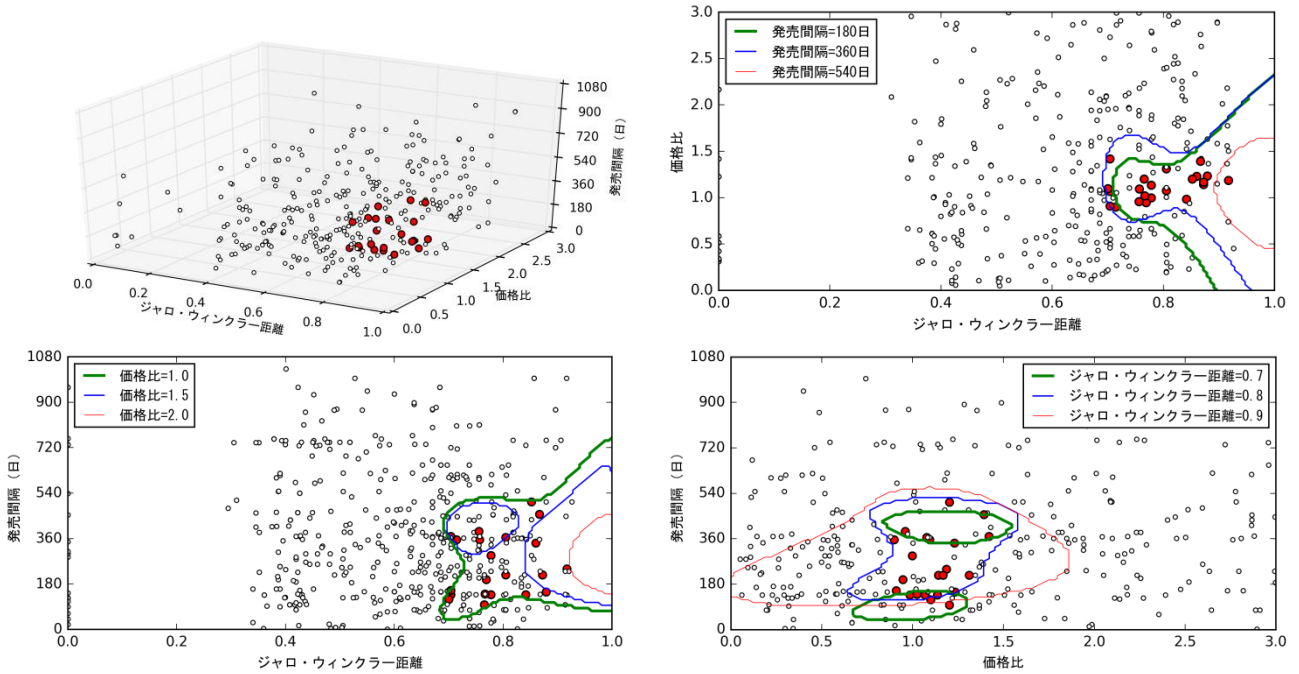 1080
900
720
540
360
180
0
発売間隔（日）
3.0
2.5
2.0
1.5
1.0
0.5
0.0
価格比
0.0
0.2
0.4
0.6
0.8
1.0
ジャロ・ウィンクラー距離
3.0
2.5
2.0
1.5
1.0
0.5
0.0
価格比
発売間隔=180日
発売間隔=360日
発売間隔=540日
0.0 0.2 0.4 0.6 0.8 1.0
ジャロ・ウィンクラー距離
1080
900
720
540
360
180
0
発売間隔（日）
価格比=1.0
価格比=1.5
価格比=2.0
0.0 0.2 0.4 0.6 0.8 1.0
ジャロ・ウィンクラー距離
1080
900
720
540
360
180
0
発売間隔（日）
ジャロ・ウィンクラー距離=0.7
ジャロ・ウィンクラー距離=0.8
ジャロ・ウィンクラー距離=0.9
0.0 0.5 1.0 1.5 2.0 2.5 3.0
価格比